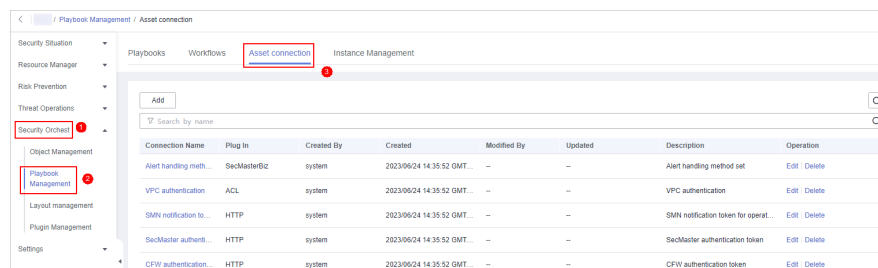 / Playbook Management / Asset connection
Security Situation
Resource Manager
Risk Prevention
Threat Operations
Security Orchest 1
Object Management
Playbook
Management 2
Layout management
Plugin Management
Settings
Playbooks Workflows Asset connection Instance Management
3
Add
Search by name
Connection Name Plug In Created By Created Modified By Updated Description Operation
Alert handling meth... SecMasterBiz system 2023/06/24 14:35:52 GMT... -- -- Alert handling method set Edit Delete
VPC authentication ACL system 2023/06/24 14:35:52 GMT... -- -- VPC authentication Edit Delete
SMN notification to... HTTP system 2023/06/24 14:35:52 GMT... -- -- SMN notification token for operat... Edit Delete
SecMaster authenti... HTTP system 2023/06/24 14:35:52 GMT... -- -- SecMaster authentication token Edit Delete
CFW authentication... HTTP system 2023/06/24 14:35:52 GMT... -- -- CFW authentication token Edit Delete